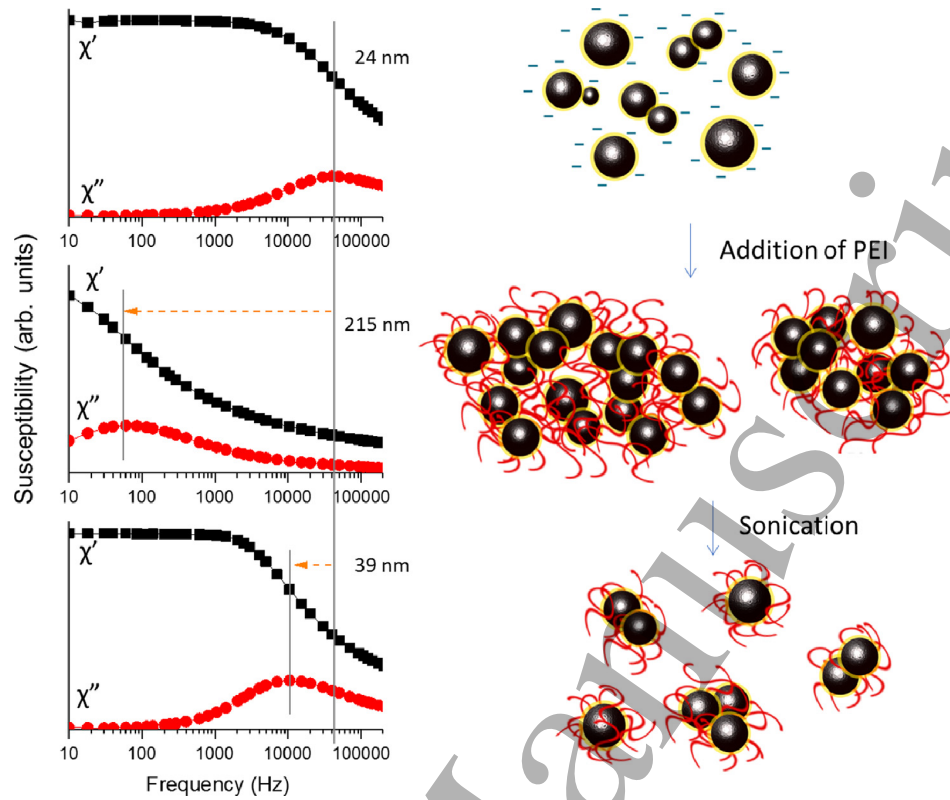 χ′
24 nm
χ″
10 100 1000 10000 100000
Addition of PEI
χ′
215 nm
χ″
10 100 1000 10000 100000
Sonication
χ′
39 nm
χ″
10 100 1000 10000 100000
Frequency (Hz)
Susceptibility (arb. units)